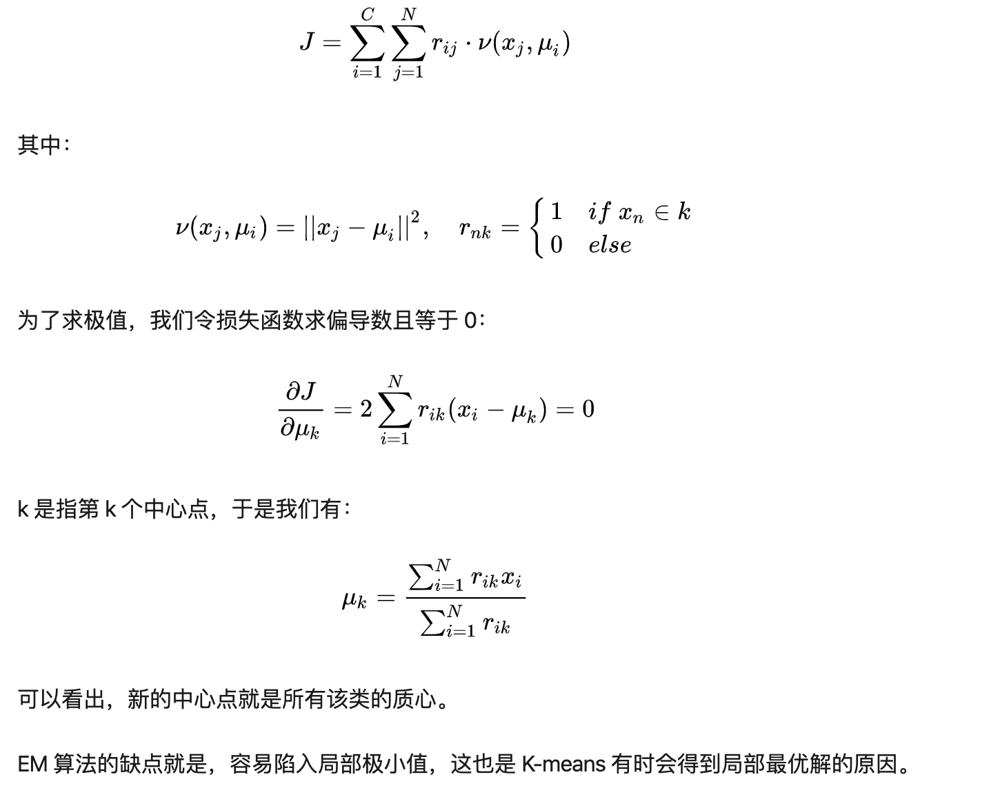 J = \sum_{i=1}^{C} \sum_{j=1}^{N} r_{ij} \cdot \nu(x_j, \mu_i)
其中：
\nu(x_j, \mu_i) = ||x_j - \mu_i||^2, \quad r_{nk} = \begin{cases} 1 & if \ x_n \in k \\ 0 & else \end{cases}
为了求极值，我们令损失函数求偏导数且等于 0：
\frac{\partial J}{\partial \mu_k} = 2 \sum_{i=1}^{N} r_{ik}(x_i - \mu_k) = 0
k 是指第 k 个中心点，于是我们有：
\mu_k = \frac{\sum_{i=1}^{N} r_{ik} x_i}{\sum_{i=1}^{N} r_{ik}}
可以看出，新的中心点就是所有该类的质心。
EM 算法的缺点就是，容易陷入局部极小值，这也是 K-means 有时会得到局部最优解的原因。